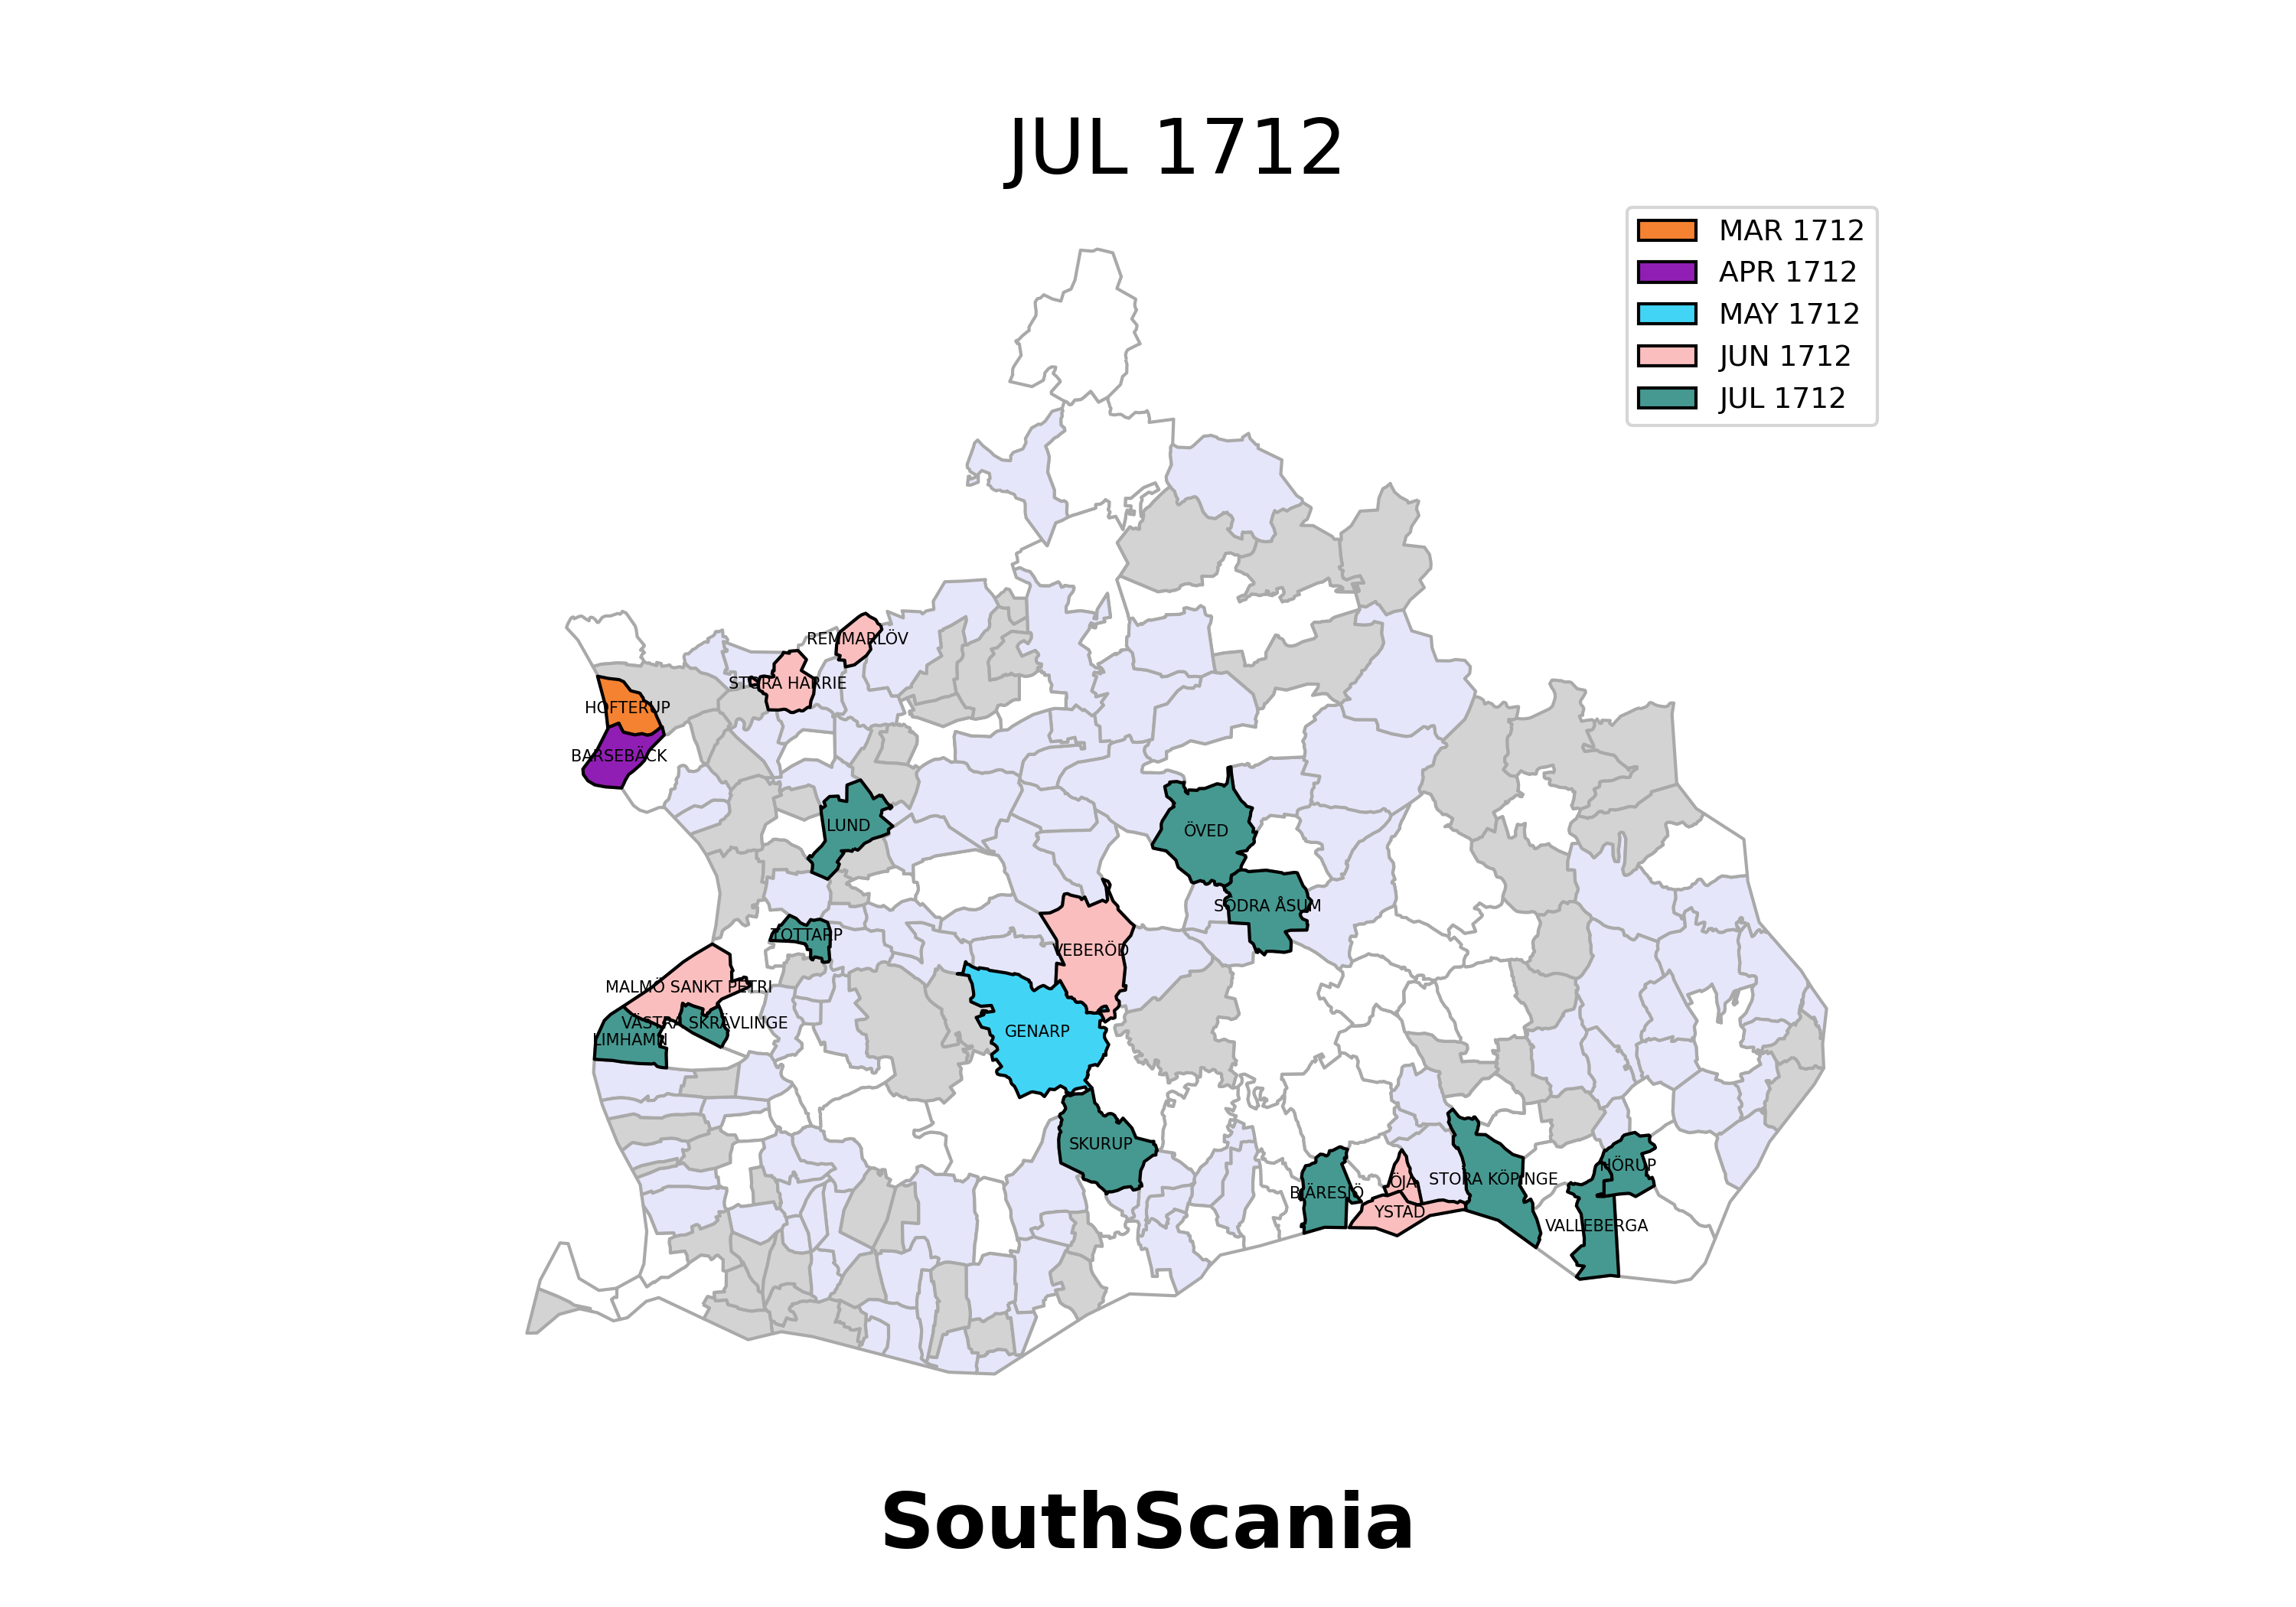 JUL 1712
MAR 1712
APR 1712
MAY 1712
JUN 1712
JUL 1712
REMMARLÖV
STORA HARRIE
HOFTERUP
BARSEBÄCK
LUND
ÖVED
SÖDRA ÅSUM
TOTTARP
VEBERÖD
MALMÖ SANKT PETRI
VÄSTRA SKRÄVLINGE
LIMHAMN
GENARP
SKURUP
HÖRUP
STORA KÖPINGE
ÖJA
BJÄRESJÖ
YSTAD
VALLEBERGA
SouthScania